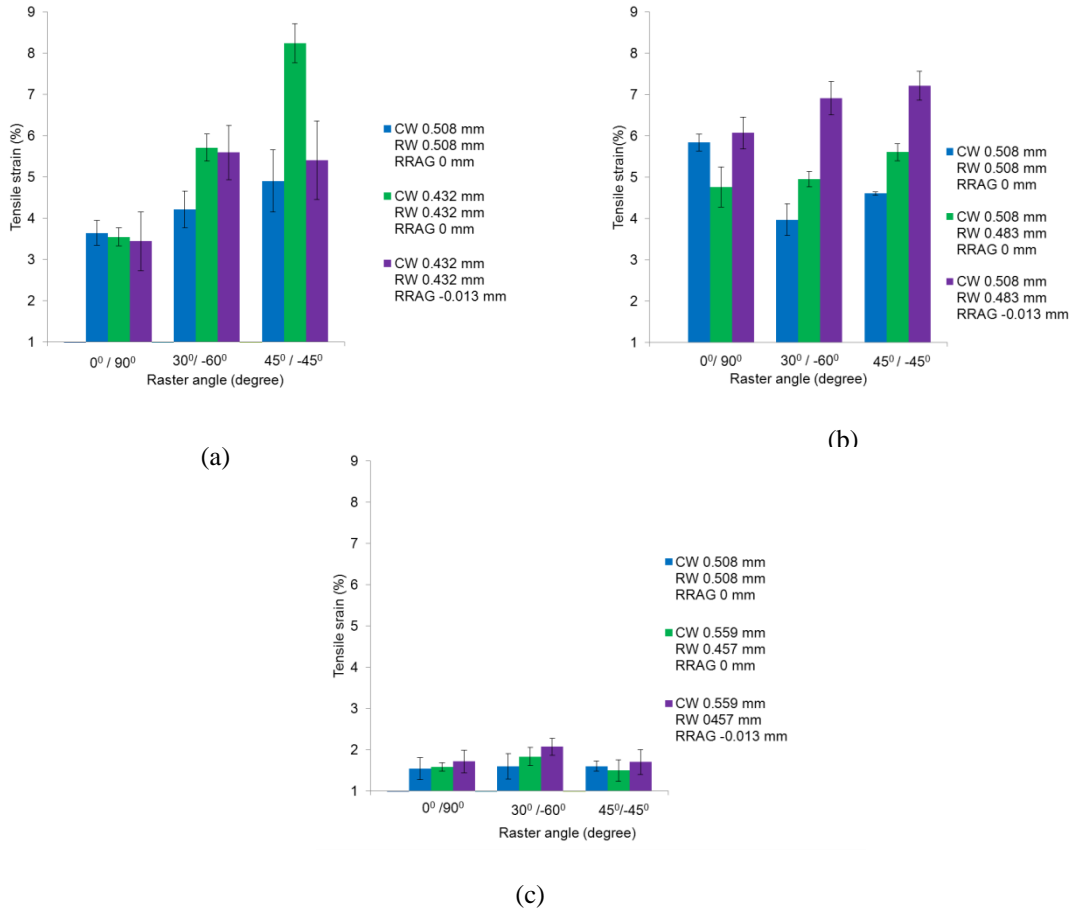 9
8
7
6
5
4
3
2
1
Tensile strain (%)
0⁰ / 90⁰
30⁰/ -60⁰
45⁰ / -45⁰
Raster angle (degree)
CW 0.508 mm
RW 0.508 mm
RRAG 0 mm
CW 0.432 mm
RW 0.432 mm
RRAG 0 mm
CW 0.432 mm
RW 0.432 mm
RRAG -0.013 mm
(a)
9
8
7
6
5
4
3
2
1
Tensile strain(%)
0⁰/ 90⁰
30⁰ / -60⁰
45⁰ / -45⁰
Raster angle (degree)
CW 0.508 mm
RW 0.508 mm
RRAG 0 mm
CW 0.508 mm
RW 0.483 mm
RRAG 0 mm
CW 0.508 mm
RW 0.483 mm
RRAG -0.013 mm
(b)
9
8
7
6
5
4
3
2
1
Tensile srain (%)
0⁰ /90⁰
30⁰ /-60⁰
45⁰/-45⁰
Raster angle (degree)
CW 0.508 mm
RW 0.508 mm
RRAG 0 mm
CW 0.559 mm
RW 0.457 mm
RRAG 0 mm
CW 0.559 mm
RW 0457 mm
RRAG -0.013 mm
(c)